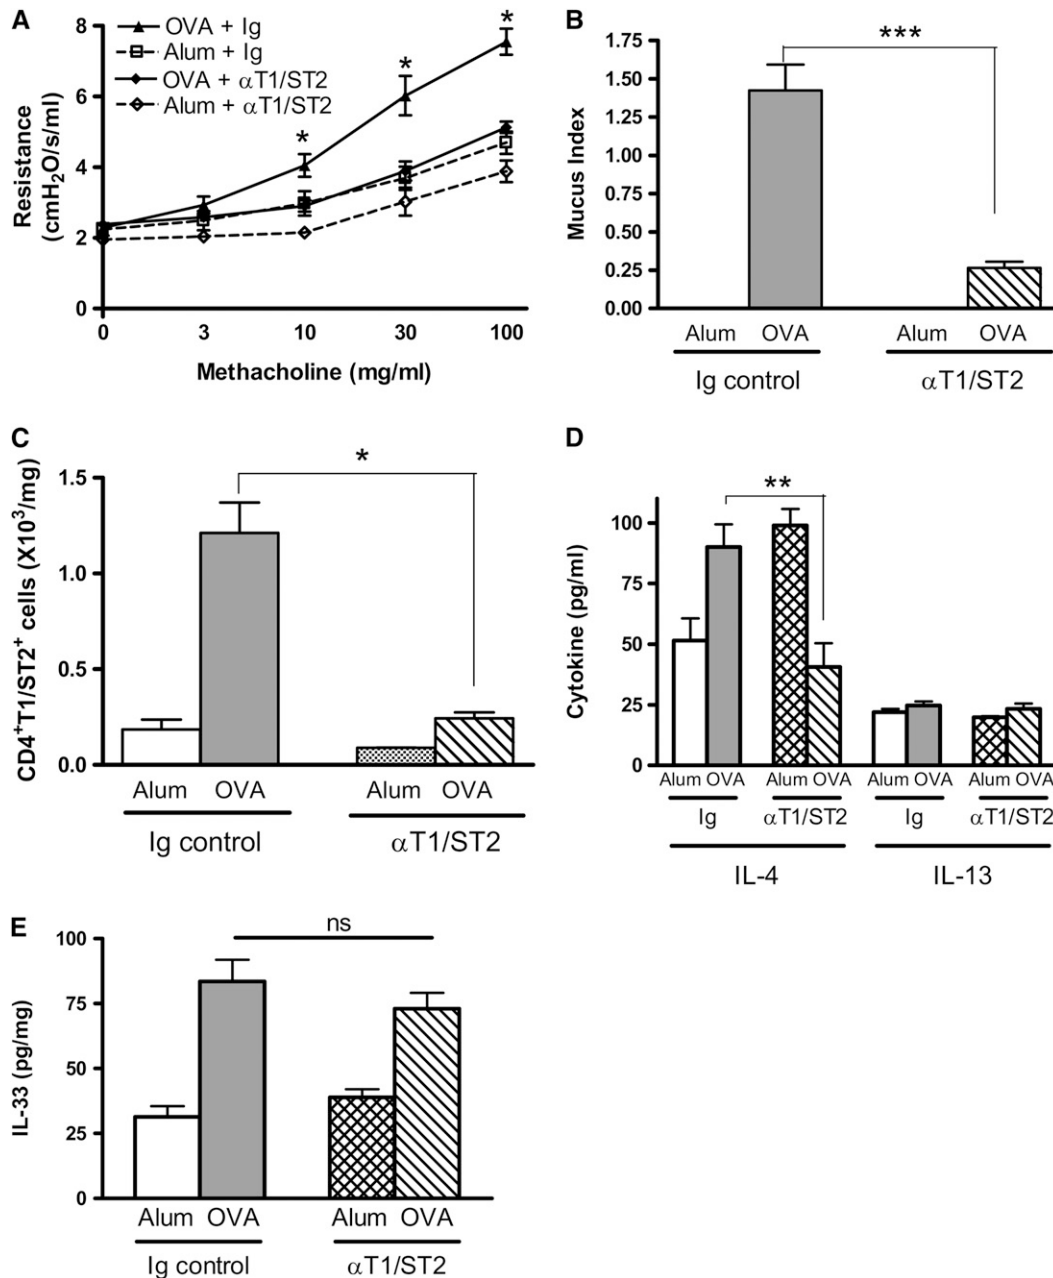 A
8
6
4
2
0
Resistance
(cmH2O/s/ml)
OVA + Ig
Alum + Ig
OVA + αT1/ST2
Alum + αT1/ST2
*
*
*
0 3 10 30 100
Methacholine (mg/ml)
B
1.75
1.50
1.25
1.00
0.75
0.50
0.25
0.00
Mucus Index
***
Alum OVA Alum OVA
Ig control αT1/ST2
C
1.5
1.0
0.5
0.0
CD4+T1/ST2+ cells (X10³/mg)
*
Alum OVA Alum OVA
Ig control αT1/ST2
D
100
75
50
25
0
Cytokine (pg/ml)
**
Alum OVA Alum OVA Alum OVA Alum OVA
Ig αT1/ST2 Ig αT1/ST2
IL-4 IL-13
E
100
75
50
25
0
IL-33 (pg/mg)
ns
Alum OVA Alum OVA
Ig control αT1/ST2